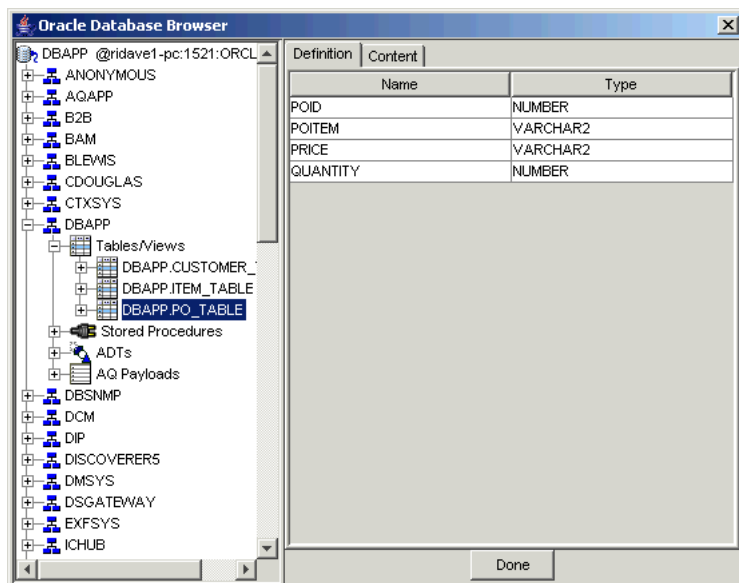 Oracle Database Browser
DBAPP @ridave1-pc:1521:ORCL
ANONYMOUS
AQAPP
B2B
BAM
BLEWIS
CDOUGLAS
CTXSYS
DBAPP
Tables/Views
DBAPP.CUSTOMER_
DBAPP.ITEM_TABLE
DBAPP.PO_TABLE
Stored Procedures
ADTs
AQ Payloads
DBSNMP
DCM
DIP
DISCOVERER5
DMSYS
DSGATEWAY
EXFSYS
ICHUB
Definition Content
Name Type
POID NUMBER
POITEM VARCHAR2
PRICE VARCHAR2
QUANTITY NUMBER
Done